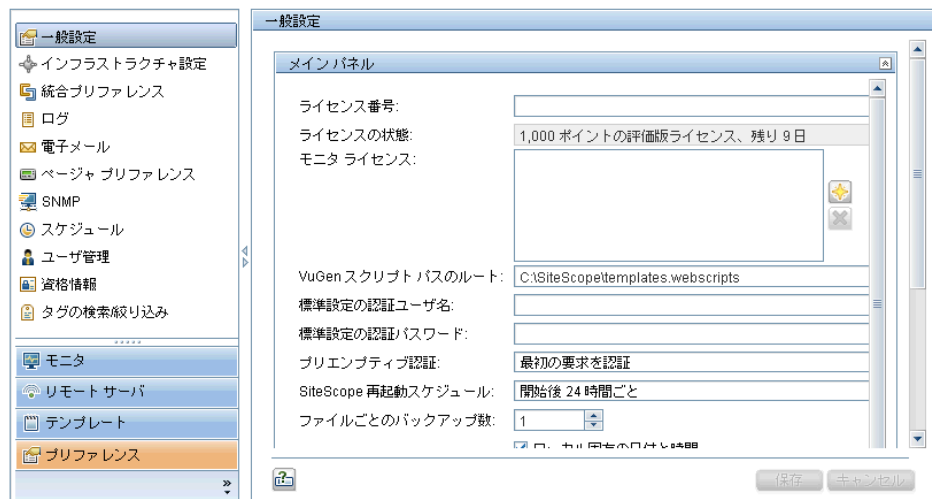 一般設定
インフラストラクチャ設定
統合プリファレンス
ログ
電子メール
ページャ プリファレンス
SNMP
スケジュール
ユーザ管理
資格情報
タグの検索/絞り込み
モニタ
リモート サーバ
テンプレート
プリファレンス
一般設定
メイン パネル
ライセンス番号:
ライセンスの状態: 1,000 ポイントの評価版ライセンス、残り 9 日
モニタ ライセンス:
VuGen スクリプト パスのルート: C:\SiteScope\templates.webscripts
標準設定の認証ユーザ名:
標準設定の認証パスワード:
プリエンプティブ認証: 最初の要求を認証
SiteScope 再起動スケジュール: 開始後 24 時間ごと
ファイルごとのバックアップ数: 1
保存 キャンセル